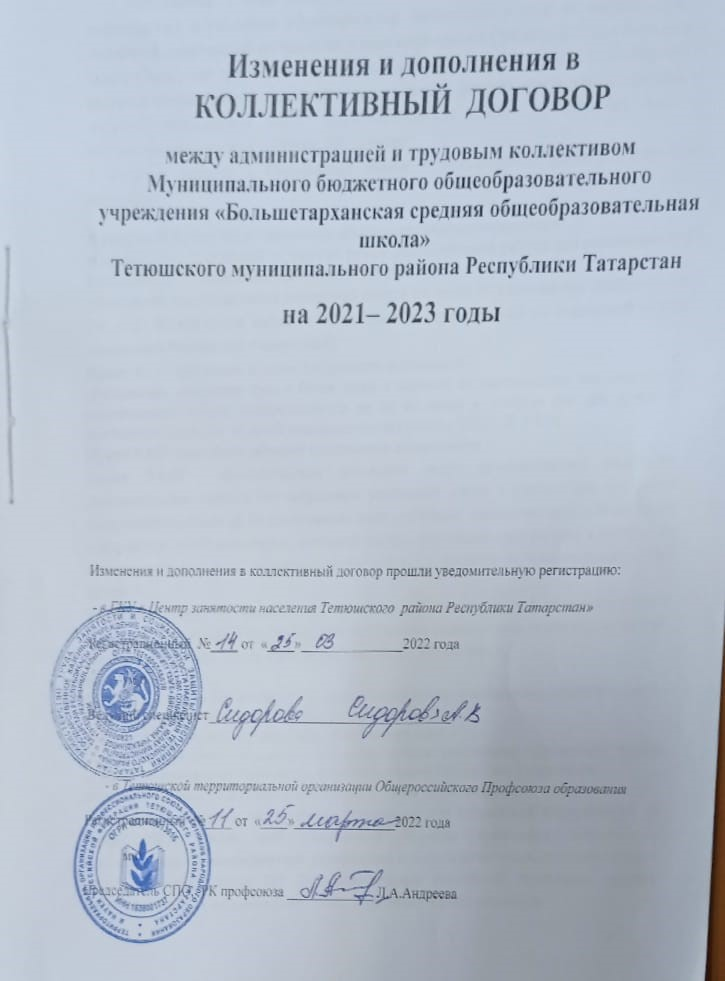 Изменения и дополнения в
КОЛЛЕКТИВНЫЙ ДОГОВОР
между администрацией и трудовым коллективом
Муниципального бюджетного общеобразовательного
учреждения «Большетарханская средняя общеобразовательная
школа»
Тетюшского муниципального района Республики Татарстан
на 2021– 2023 годы
Изменения и дополнения в коллективный договор прошли уведомительную регистрацию:
- в ГКУ « Центр занятости населения Тетюшского района Республики Татарстан»
Регистрационный № 14 от «25» 03 2022 года
Ведущий специалист Сидорова Сидорова А.В
- в Тетюшской территориальной организации Общероссийского Профсоюза образования
Регистрационный № 11 от «25» марта 2022 года
Председатель СПО РК профсоюза Л.А.Андреева